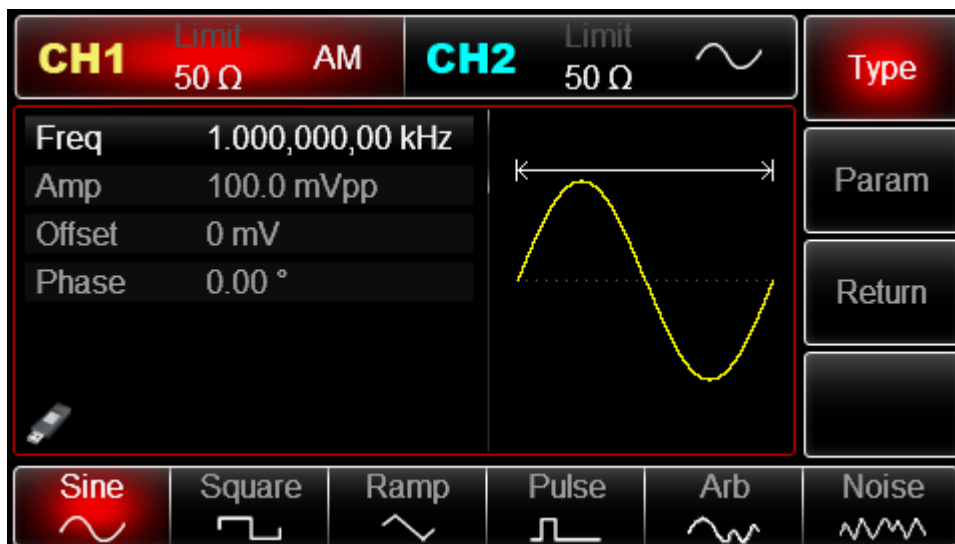 CH1 Limit 50 Ω AM
CH2 Limit 50 Ω
Type
Freq 1.000,000,00 kHz
Amp 100.0 mVpp
Offset 0 mV
Phase 0.00 °
Param
Return
Sine Square Ramp Pulse Arb Noise